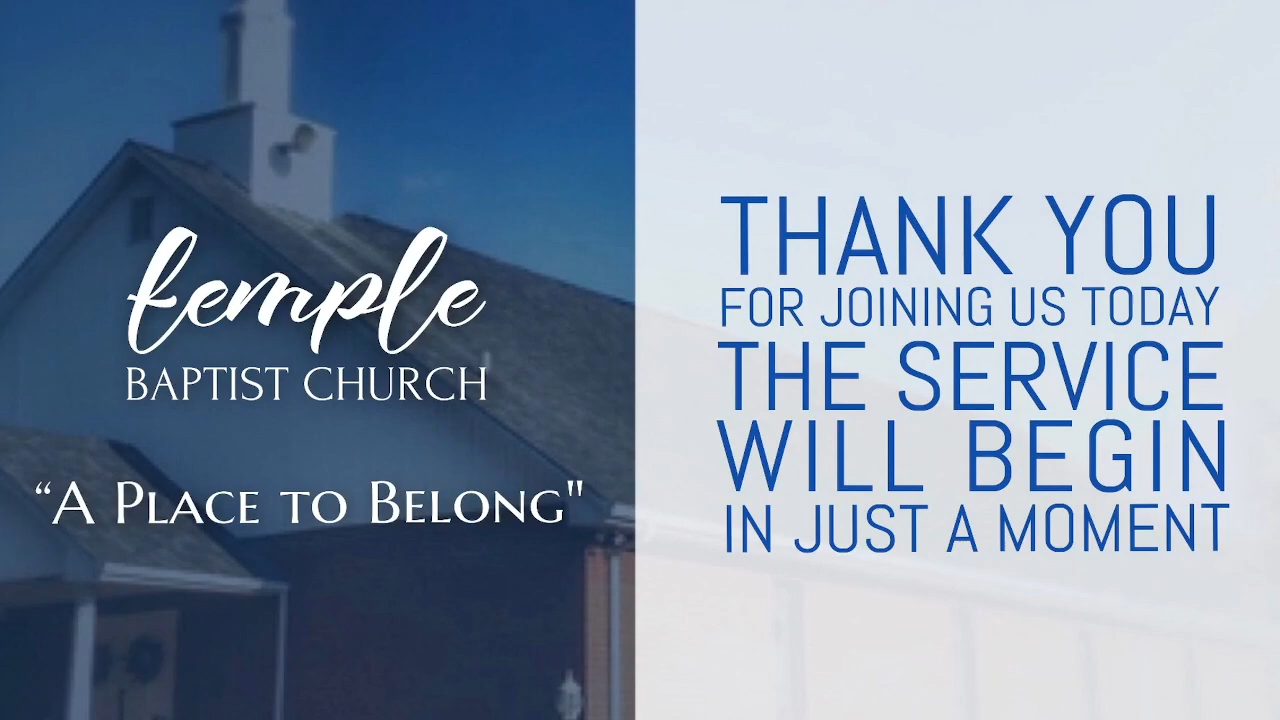 temple
BAPTIST CHURCH
“A PLACE TO BELONG"
THANK YOU
FOR JOINING US TODAY
THE SERVICE
WILL BEGIN
IN JUST A MOMENT